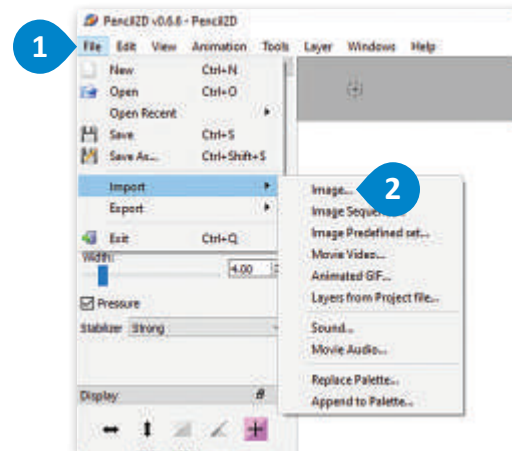 Pencil2D v0.6.6 - Pencil2D
1
File Edit View Animation Tools Layer Windows Help
New Ctrl+N
Open Ctrl+O
Open Recent
Save Ctrl+S
Save As... Ctrl+Shift+S
Import
Export
Exit Ctrl+Q
Image...
2
Image Sequence
Image Predefined set...
Movie Video...
Animated GIF...
Layers from Project file...
Sound...
Movie Audio...
Replace Palette...
Append to Palette...
Width:
4.00
Pressure
Stabilizer Strong
Display